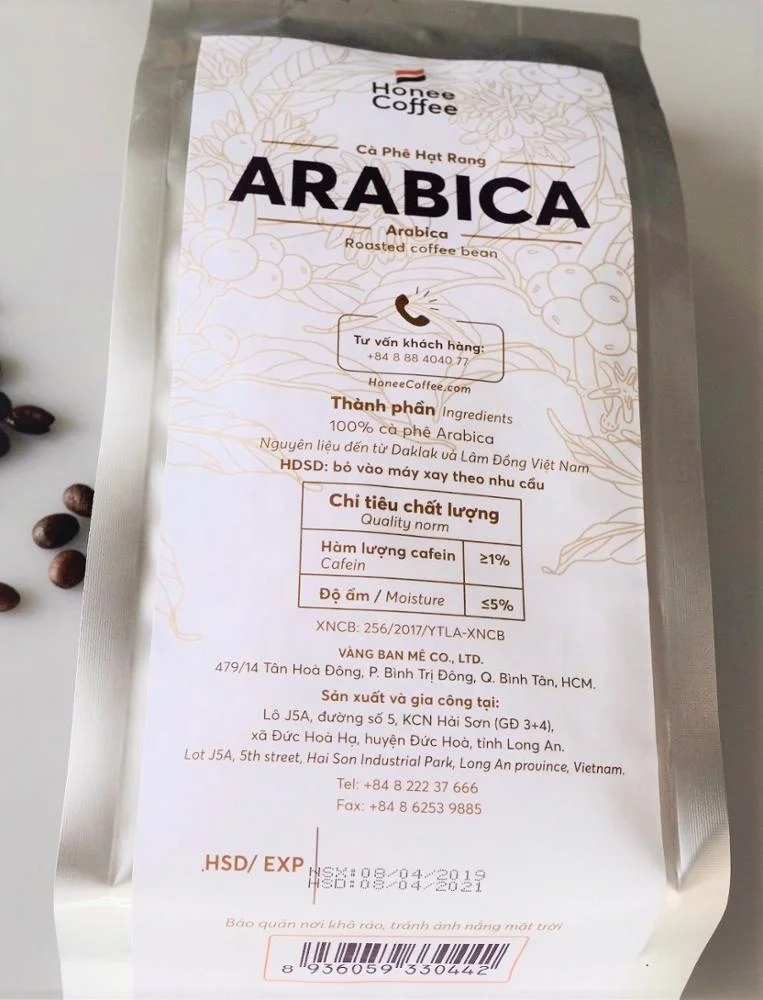 Honee
Coffee
Cà Phê Hạt Rang
ARABICA
Arabica
Roasted coffee bean
Tư vấn khách hàng:
+84 8 88 4040 77
HoneeCoffee.com
Thành phần Ingredients
100% cà phê Arabica
Nguyên liệu đến từ Daklak và Lâm Đồng Việt Nam
HDSD: bỏ vào máy xay theo nhu cầu
Chỉ tiêu chất lượng
Quality norm
Hàm lượng cafein ≥1%
Cafein
Độ ẩm / Moisture ≤5%
XNCB: 256/2017/YTLA-XNCB
VÀNG BAN MÊ CO., LTD.
479/14 Tân Hoà Đông, P. Bình Trị Đông, Q. Bình Tân, HCM.
Sản xuất và gia công tại:
Lô J5A, đường số 5, KCN Hải Sơn (GĐ 3+4),
xã Đức Hoà Hạ, huyện Đức Hoà, tỉnh Long An.
Lot J5A, 5th street, Hai Son Industrial Park, Long An province, Vietnam.
Tel: +84 8 222 37 666
Fax: +84 8 6253 9885
HSD/ EXP
NSX:08/04/2019
HSD:08/04/2021
Bảo quản nơi khô ráo, tránh ánh nắng mặt trời
8 936059 330442